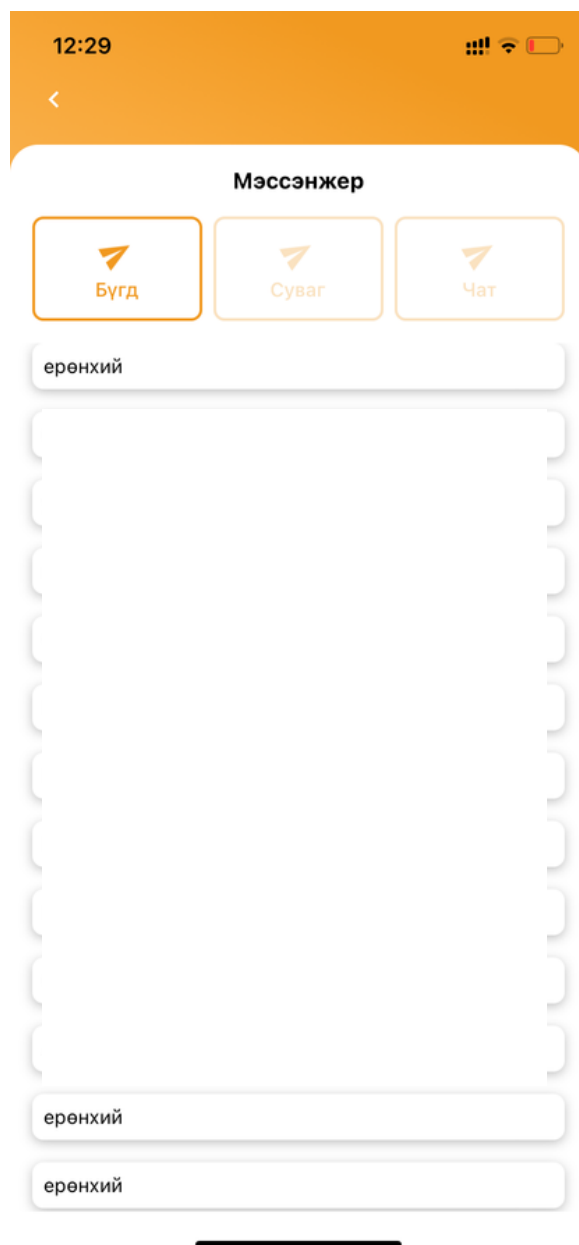 12:29
Мэссэнжер
Бүгд
Суваг
Чат
ерөнхий
ерөнхий
ерөнхий